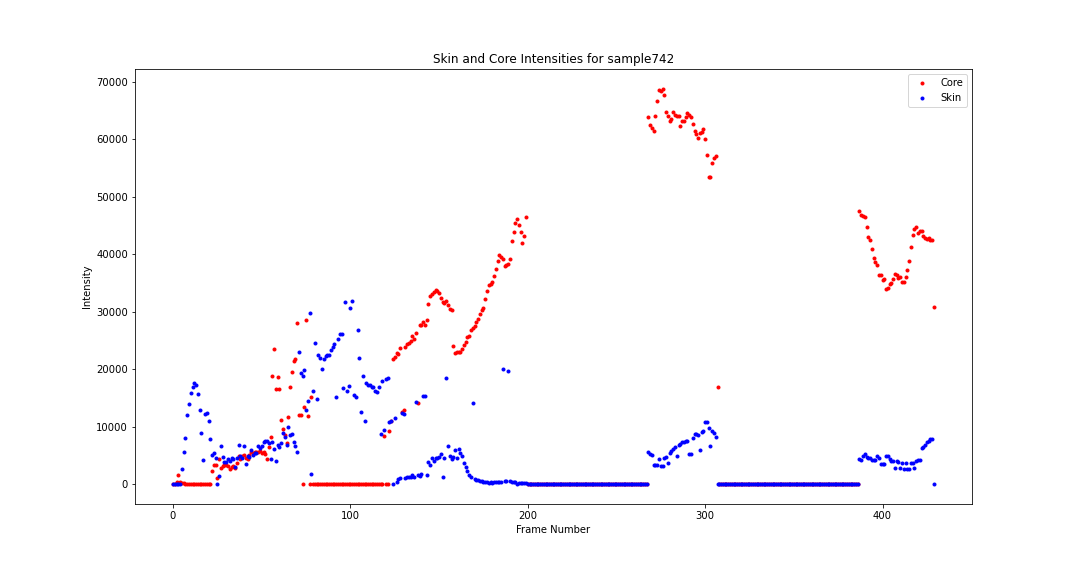 Skin and Core Intensities for sample742
Core
Skin
70000
60000
50000
40000
30000
20000
10000
0
Intensity
0 100 200 300 400
Frame Number